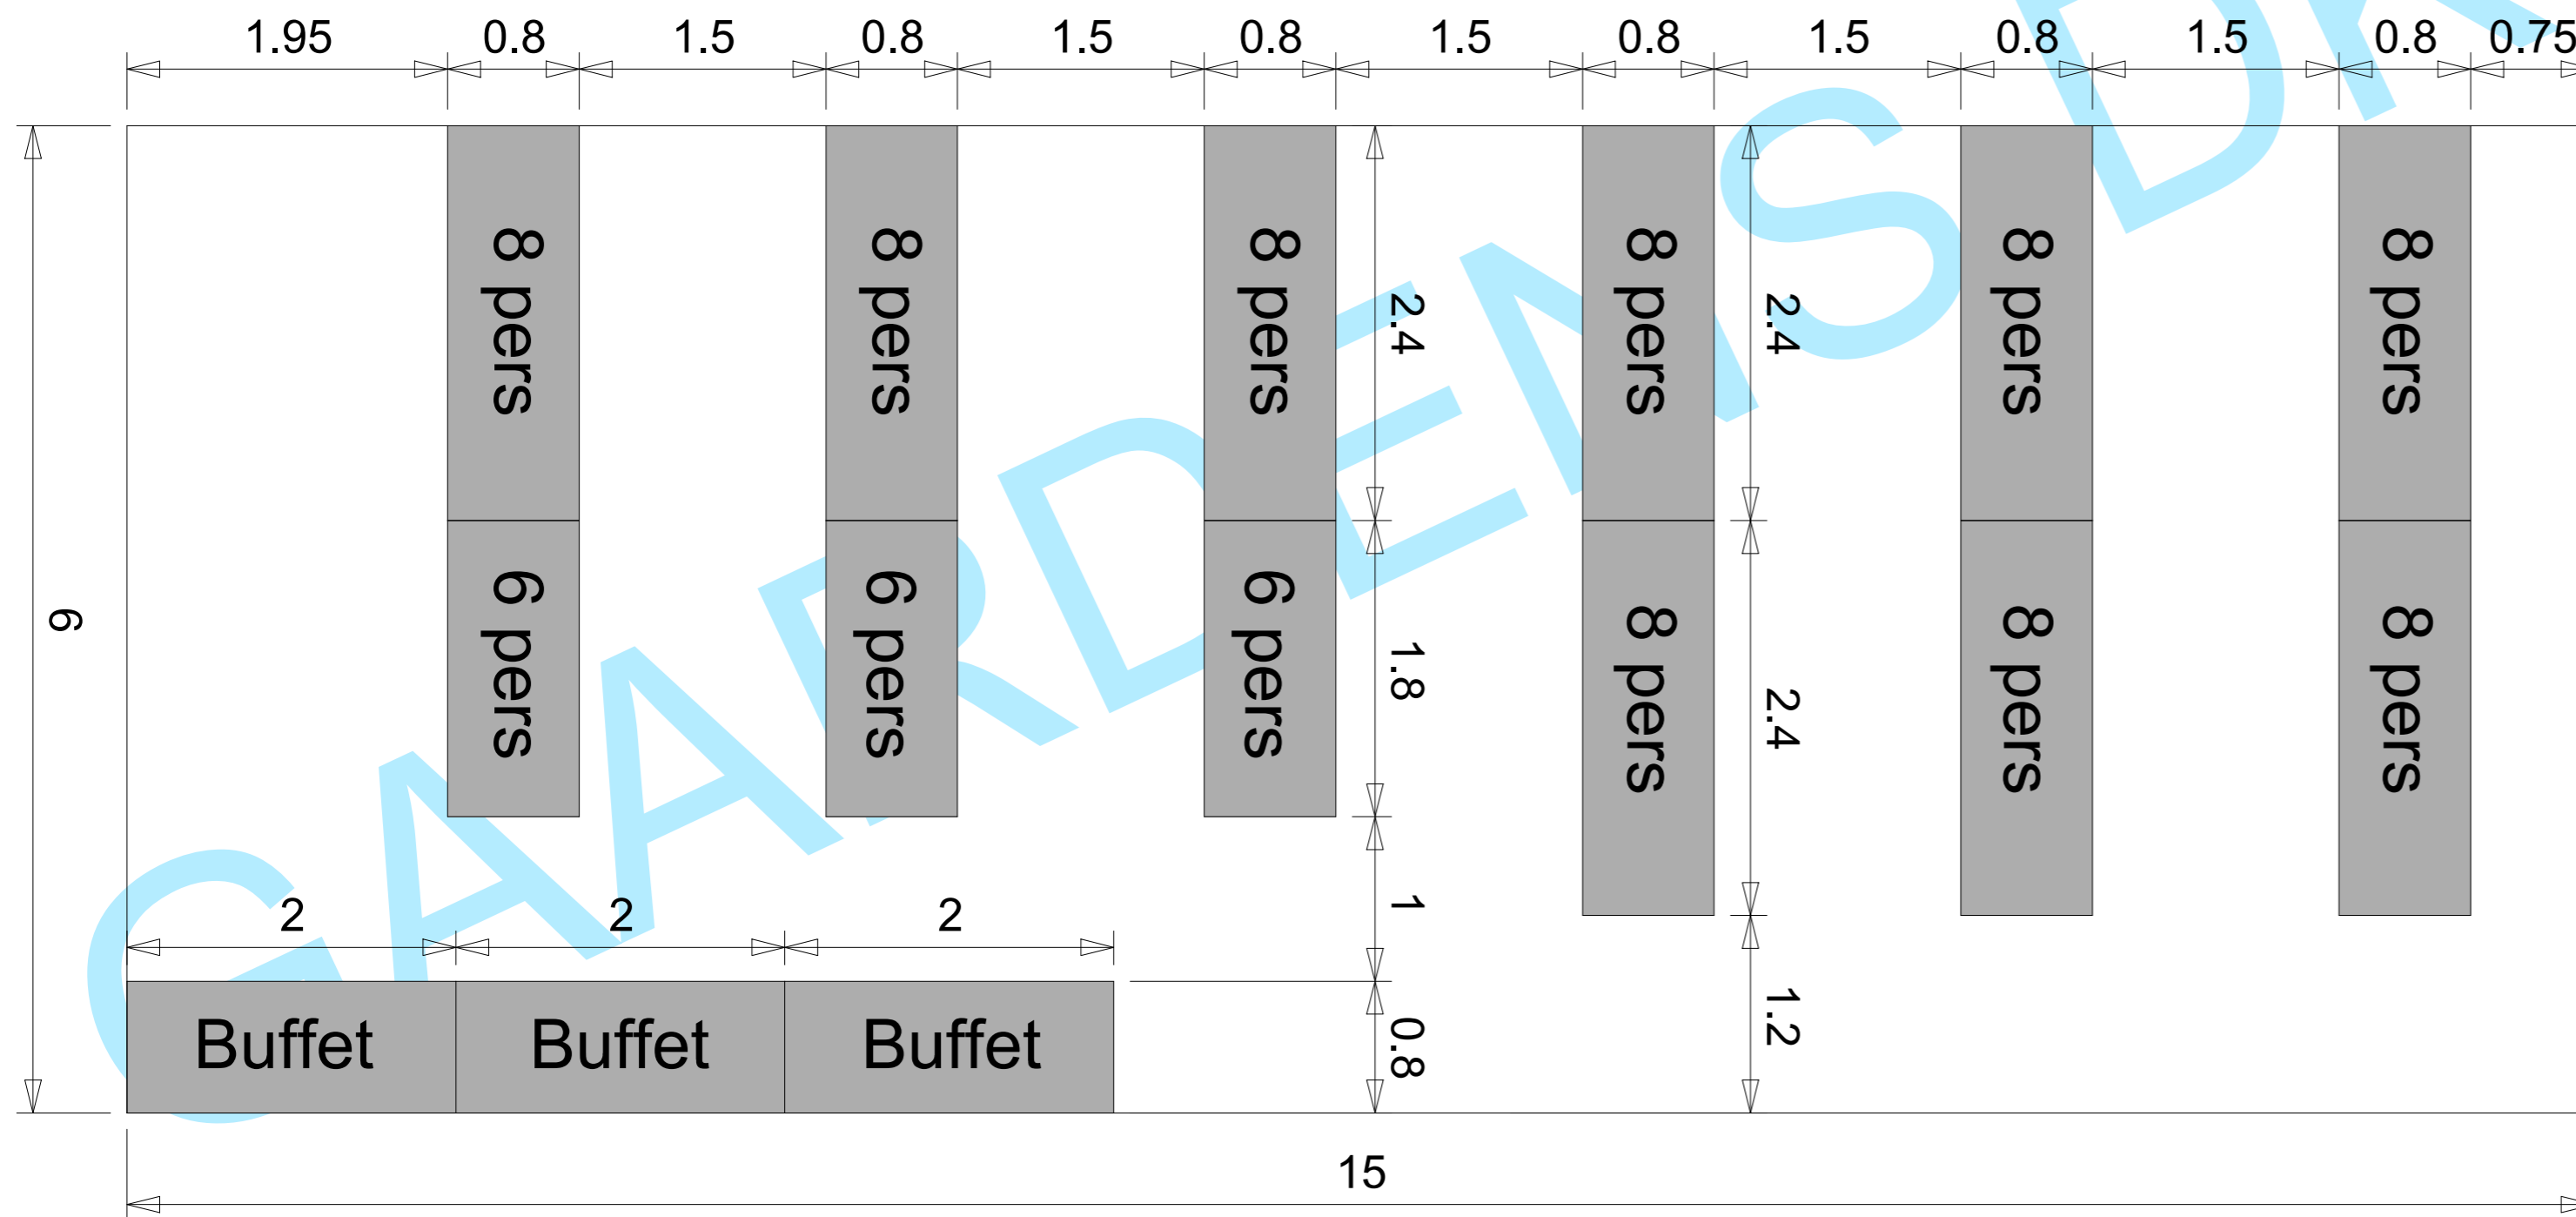 1.95 0.8 1.5 0.8 1.5 0.8 1.5 0.8 1.5 0.8 1.5 0.8 0.75
8 pers 8 pers 8 pers 2.4 8 pers 2.4 8 pers 8 pers
6
6 pers 6 pers 6 pers 1.8 8 pers 2.4 8 pers 8 pers
2 2 2 1
Buffet Buffet Buffet 0.8 1.2
15
GAARDENS DR